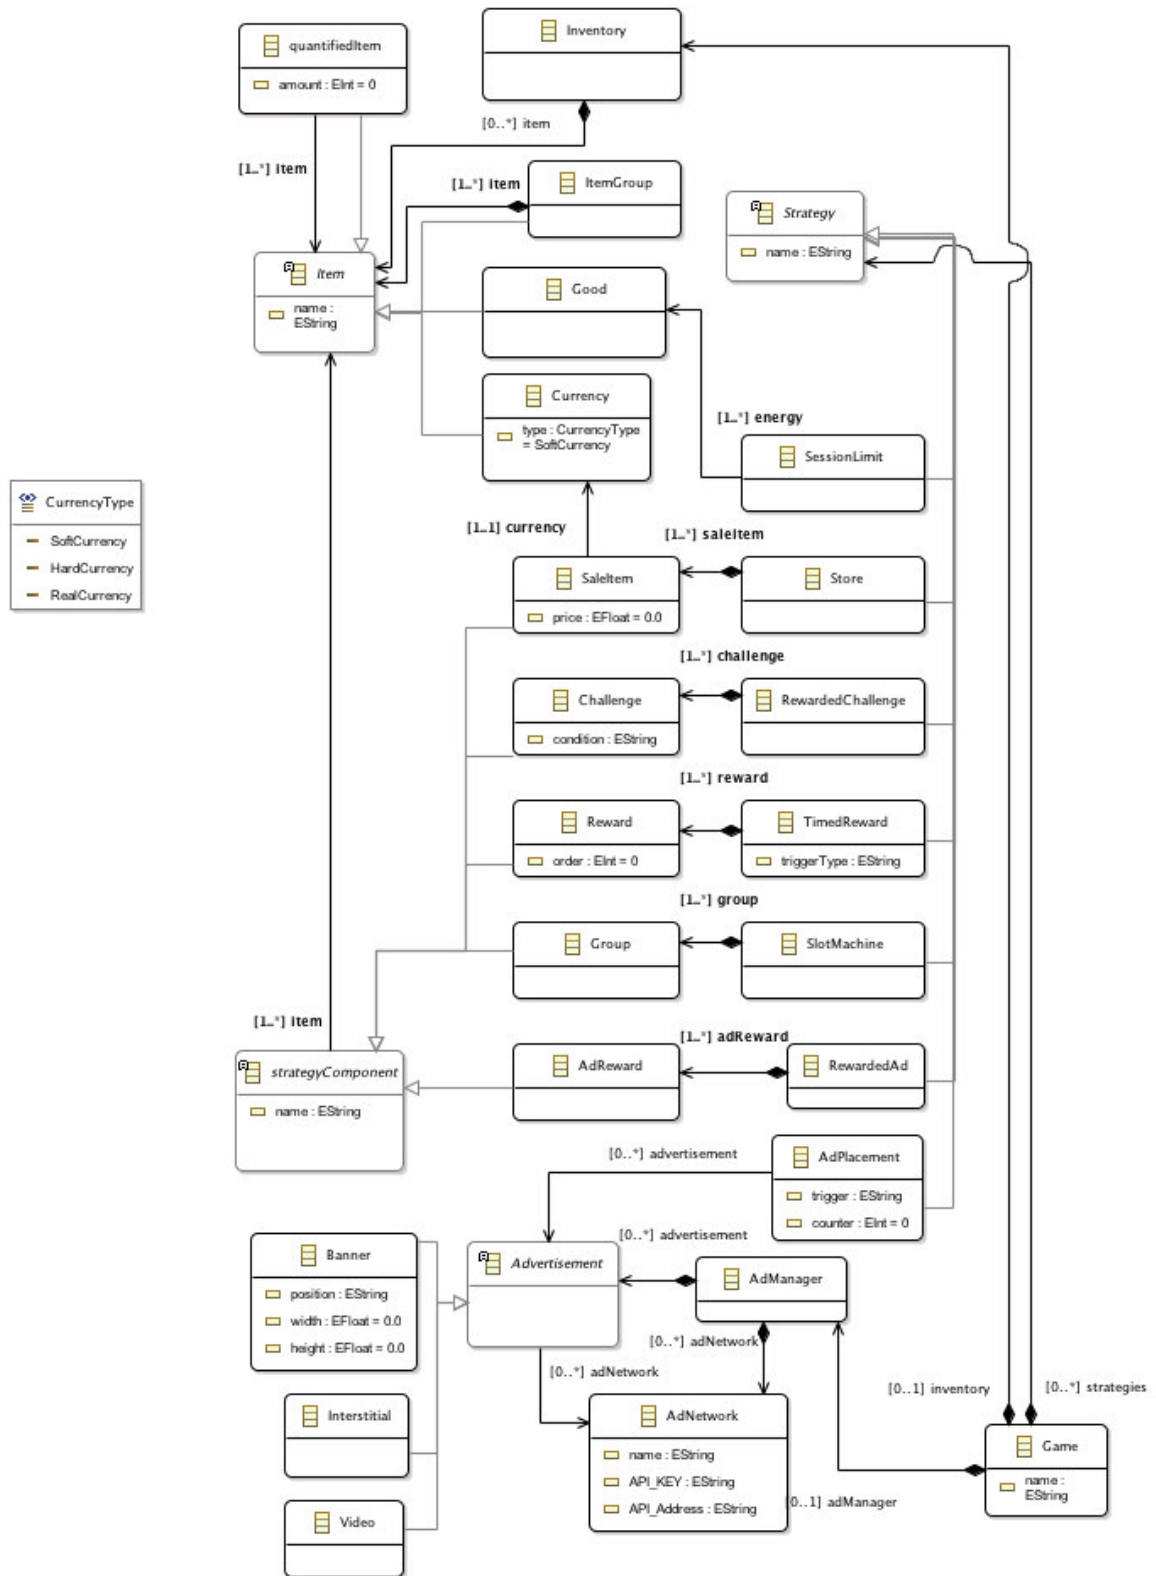 quantifiedItem
amount : EInt = 0
Inventory
[0..*] item
[1..*] item
[1..*] item
ItemGroup
Strategy
name : EString
Item
name :
EString
Good
Currency
type : CurrencyType
= SoftCurrency
[1..*] energy
SessionLimit
CurrencyType
SoftCurrency
HardCurrency
RealCurrency
[1..1] currency
[1..*] saleItem
SaleItem
price : EFloat = 0.0
Store
[1..*] challenge
Challenge
condition : EString
RewardedChallenge
[1..*] reward
Reward
order : EInt = 0
TimedReward
triggerType : EString
[1..*] group
Group
SlotMachine
[1..*] item
strategyComponent
name : EString
[1..*] adReward
AdReward
RewardedAd
[0..*] advertisement
AdPlacement
trigger : EString
counter : EInt = 0
[0..*] advertisement
Banner
position : EString
width : EFloat = 0.0
height : EFloat = 0.0
Advertisement
AdManager
[0..*] adNetwork
[0..*] adNetwork
[0..1] inventory
[0..*] strategies
Interstitial
AdNetwork
name : EString
API_KEY : EString
API_Address : EString
Game
name :
EString
[0..1] adManager
Video